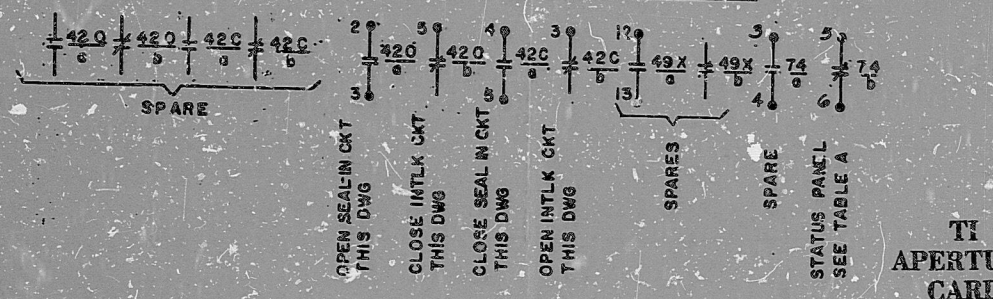 42O
a
42O
b
42C
a
42C
b
SPARE
2
42O
a
3
5
42O
b
4
42C
a
5
3
42C
b
12
49X
a
13
49X
b
3
74
a
4
5
74
b
6
OPEN SEAL-IN CKT
THIS DWG
CLOSE INTLK CKT
THIS DWG
CLOSE SEAL IN CKT
THIS DWG
OPEN INTLK CKT
THIS DWG
SPARES
SPARE
STATUS PANEL
SEE TABLE A
TI
APERTU
CARD